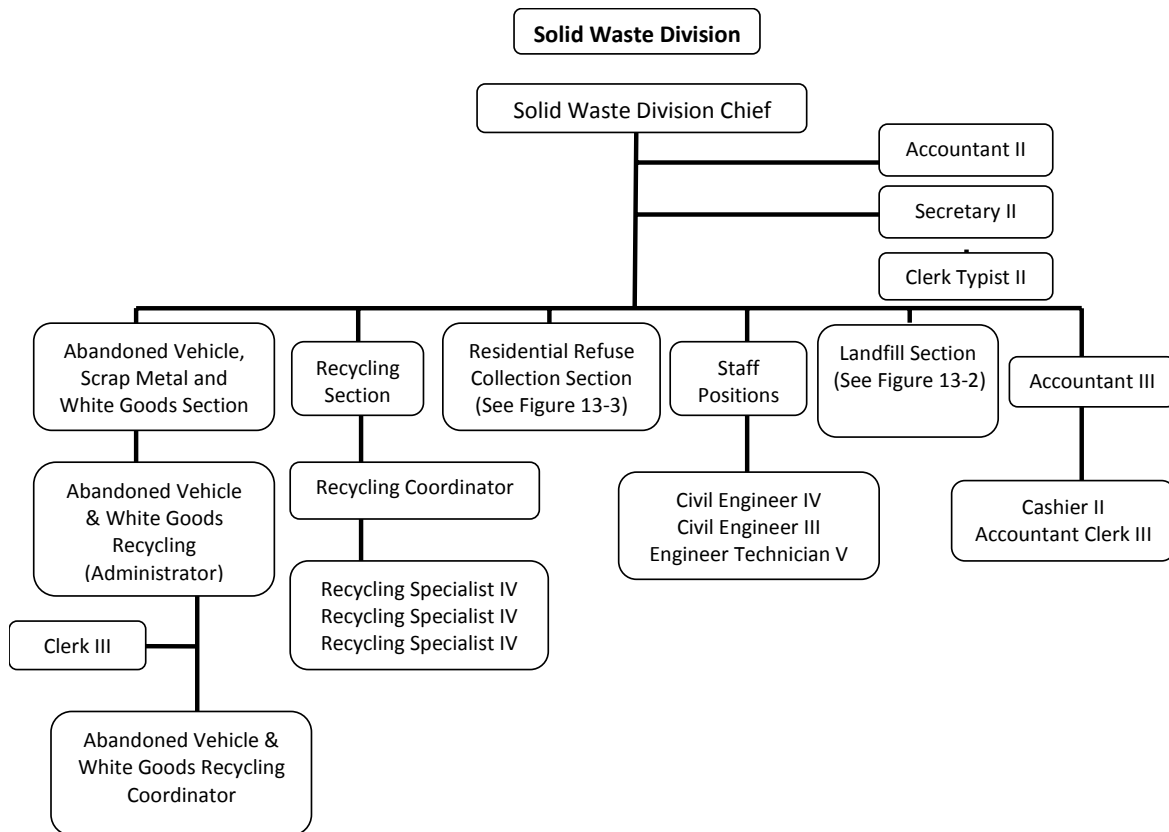 Solid Waste Division
Solid Waste Division Chief
Accountant II
Secretary II
Clerk Typist II
Abandoned Vehicle,
Scrap Metal and
White Goods Section
Recycling
Section
Residential Refuse
Collection Section
(See Figure 13-3)
Staff
Positions
Landfill Section
(See Figure 13-2)
Accountant III
Abandoned Vehicle
& White Goods
Recycling
(Administrator)
Recycling Coordinator
Civil Engineer IV
Civil Engineer III
Engineer Technician V
Cashier II
Accountant Clerk III
Recycling Specialist IV
Recycling Specialist IV
Recycling Specialist IV
Clerk III
Abandoned Vehicle &
White Goods Recycling
Coordinator